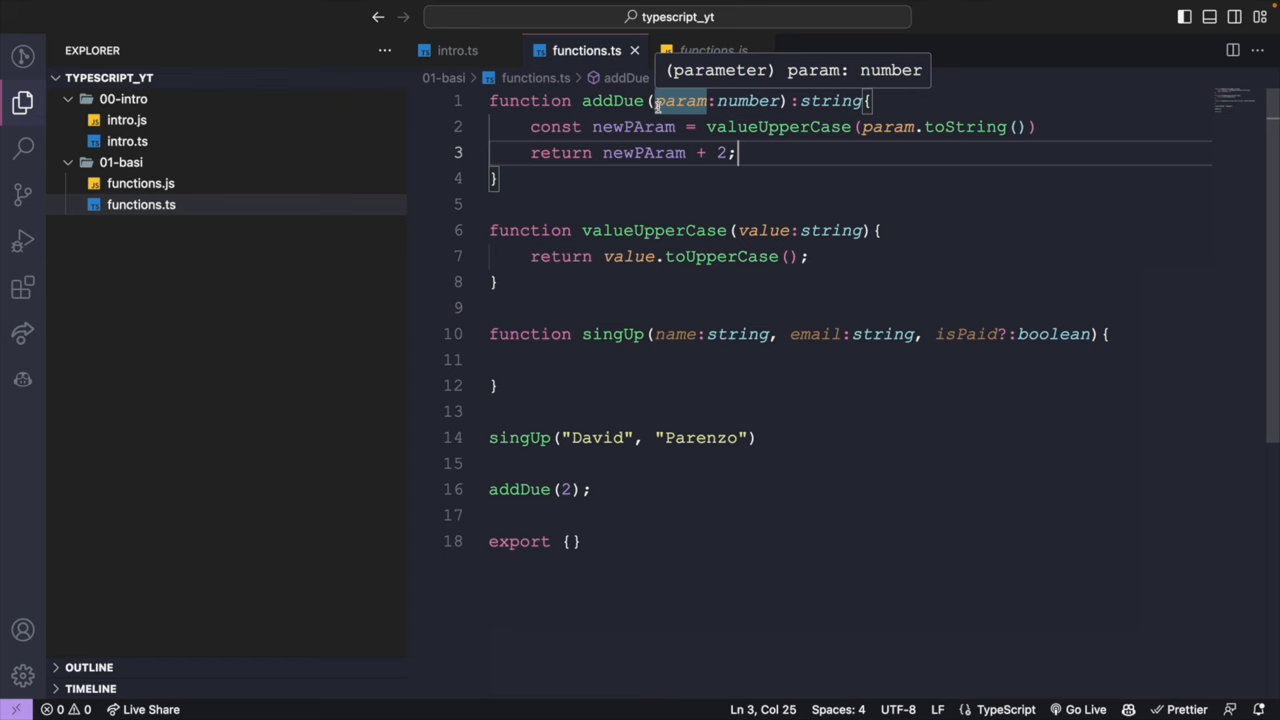 typescript_yt
EXPLORER
TYPESCRIPT_YT
00-intro
intro.js
intro.ts
01-basi
functions.js
functions.ts
intro.ts
functions.ts
functions.js
01-basi
functions.ts
addDue
(parameter) param: number
1 function addDue(param:number):string{
2 const newPAram = valueUpperCase(param.toString())
3 return newPAram + 2;
4 }
5
6 function valueUpperCase(value:string){
7 return value.toUpperCase();
8 }
9
10 function singUp(name:string, email:string, isPaid?:boolean){
11
12 }
13
14 singUp("David", "Parenzo")
15
16 addDue(2);
17
18 export {}
OUTLINE
TIMELINE
0 0 Live Share Ln 3, Col 25 Spaces: 4 UTF-8 LF {} TypeScript Go Live Prettier